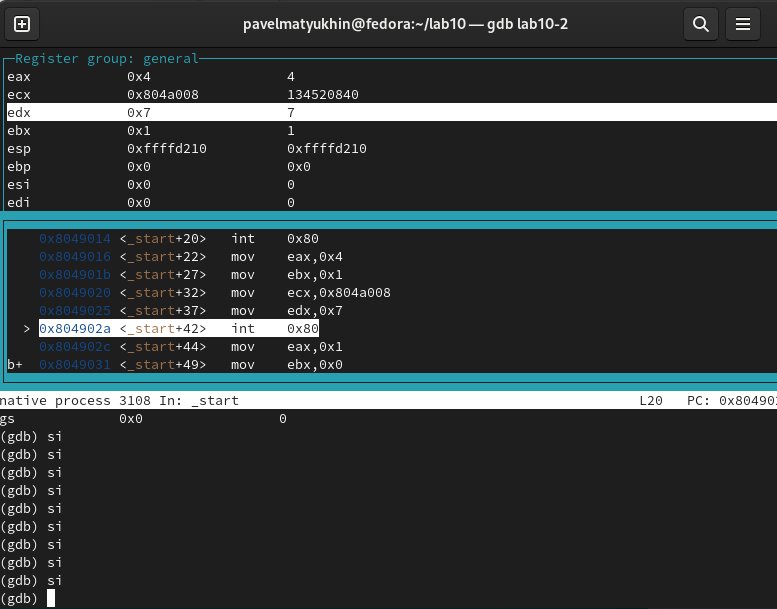 pavelmatyukhin@fedora:~/lab10 — gdb lab10-2
Register group: general
eax 0x4 4
ecx 0x804a008 134520840
edx 0x7 7
ebx 0x1 1
esp 0xffffd210 0xffffd210
ebp 0x0 0x0
esi 0x0 0
edi 0x0 0
0x8049014 <_start+20> int 0x80
0x8049016 <_start+22> mov eax,0x4
0x804901b <_start+27> mov ebx,0x1
0x8049020 <_start+32> mov ecx,0x804a008
0x8049025 <_start+37> mov edx,0x7
> 0x804902a <_start+42> int 0x80
0x804902c <_start+44> mov eax,0x1
b+ 0x8049031 <_start+49> mov ebx,0x0
native process 3108 In: _start L20 PC: 0x80490
gs 0x0 0
(gdb) si
(gdb) si
(gdb) si
(gdb) si
(gdb) si
(gdb) si
(gdb) si
(gdb) si
(gdb) si
(gdb)